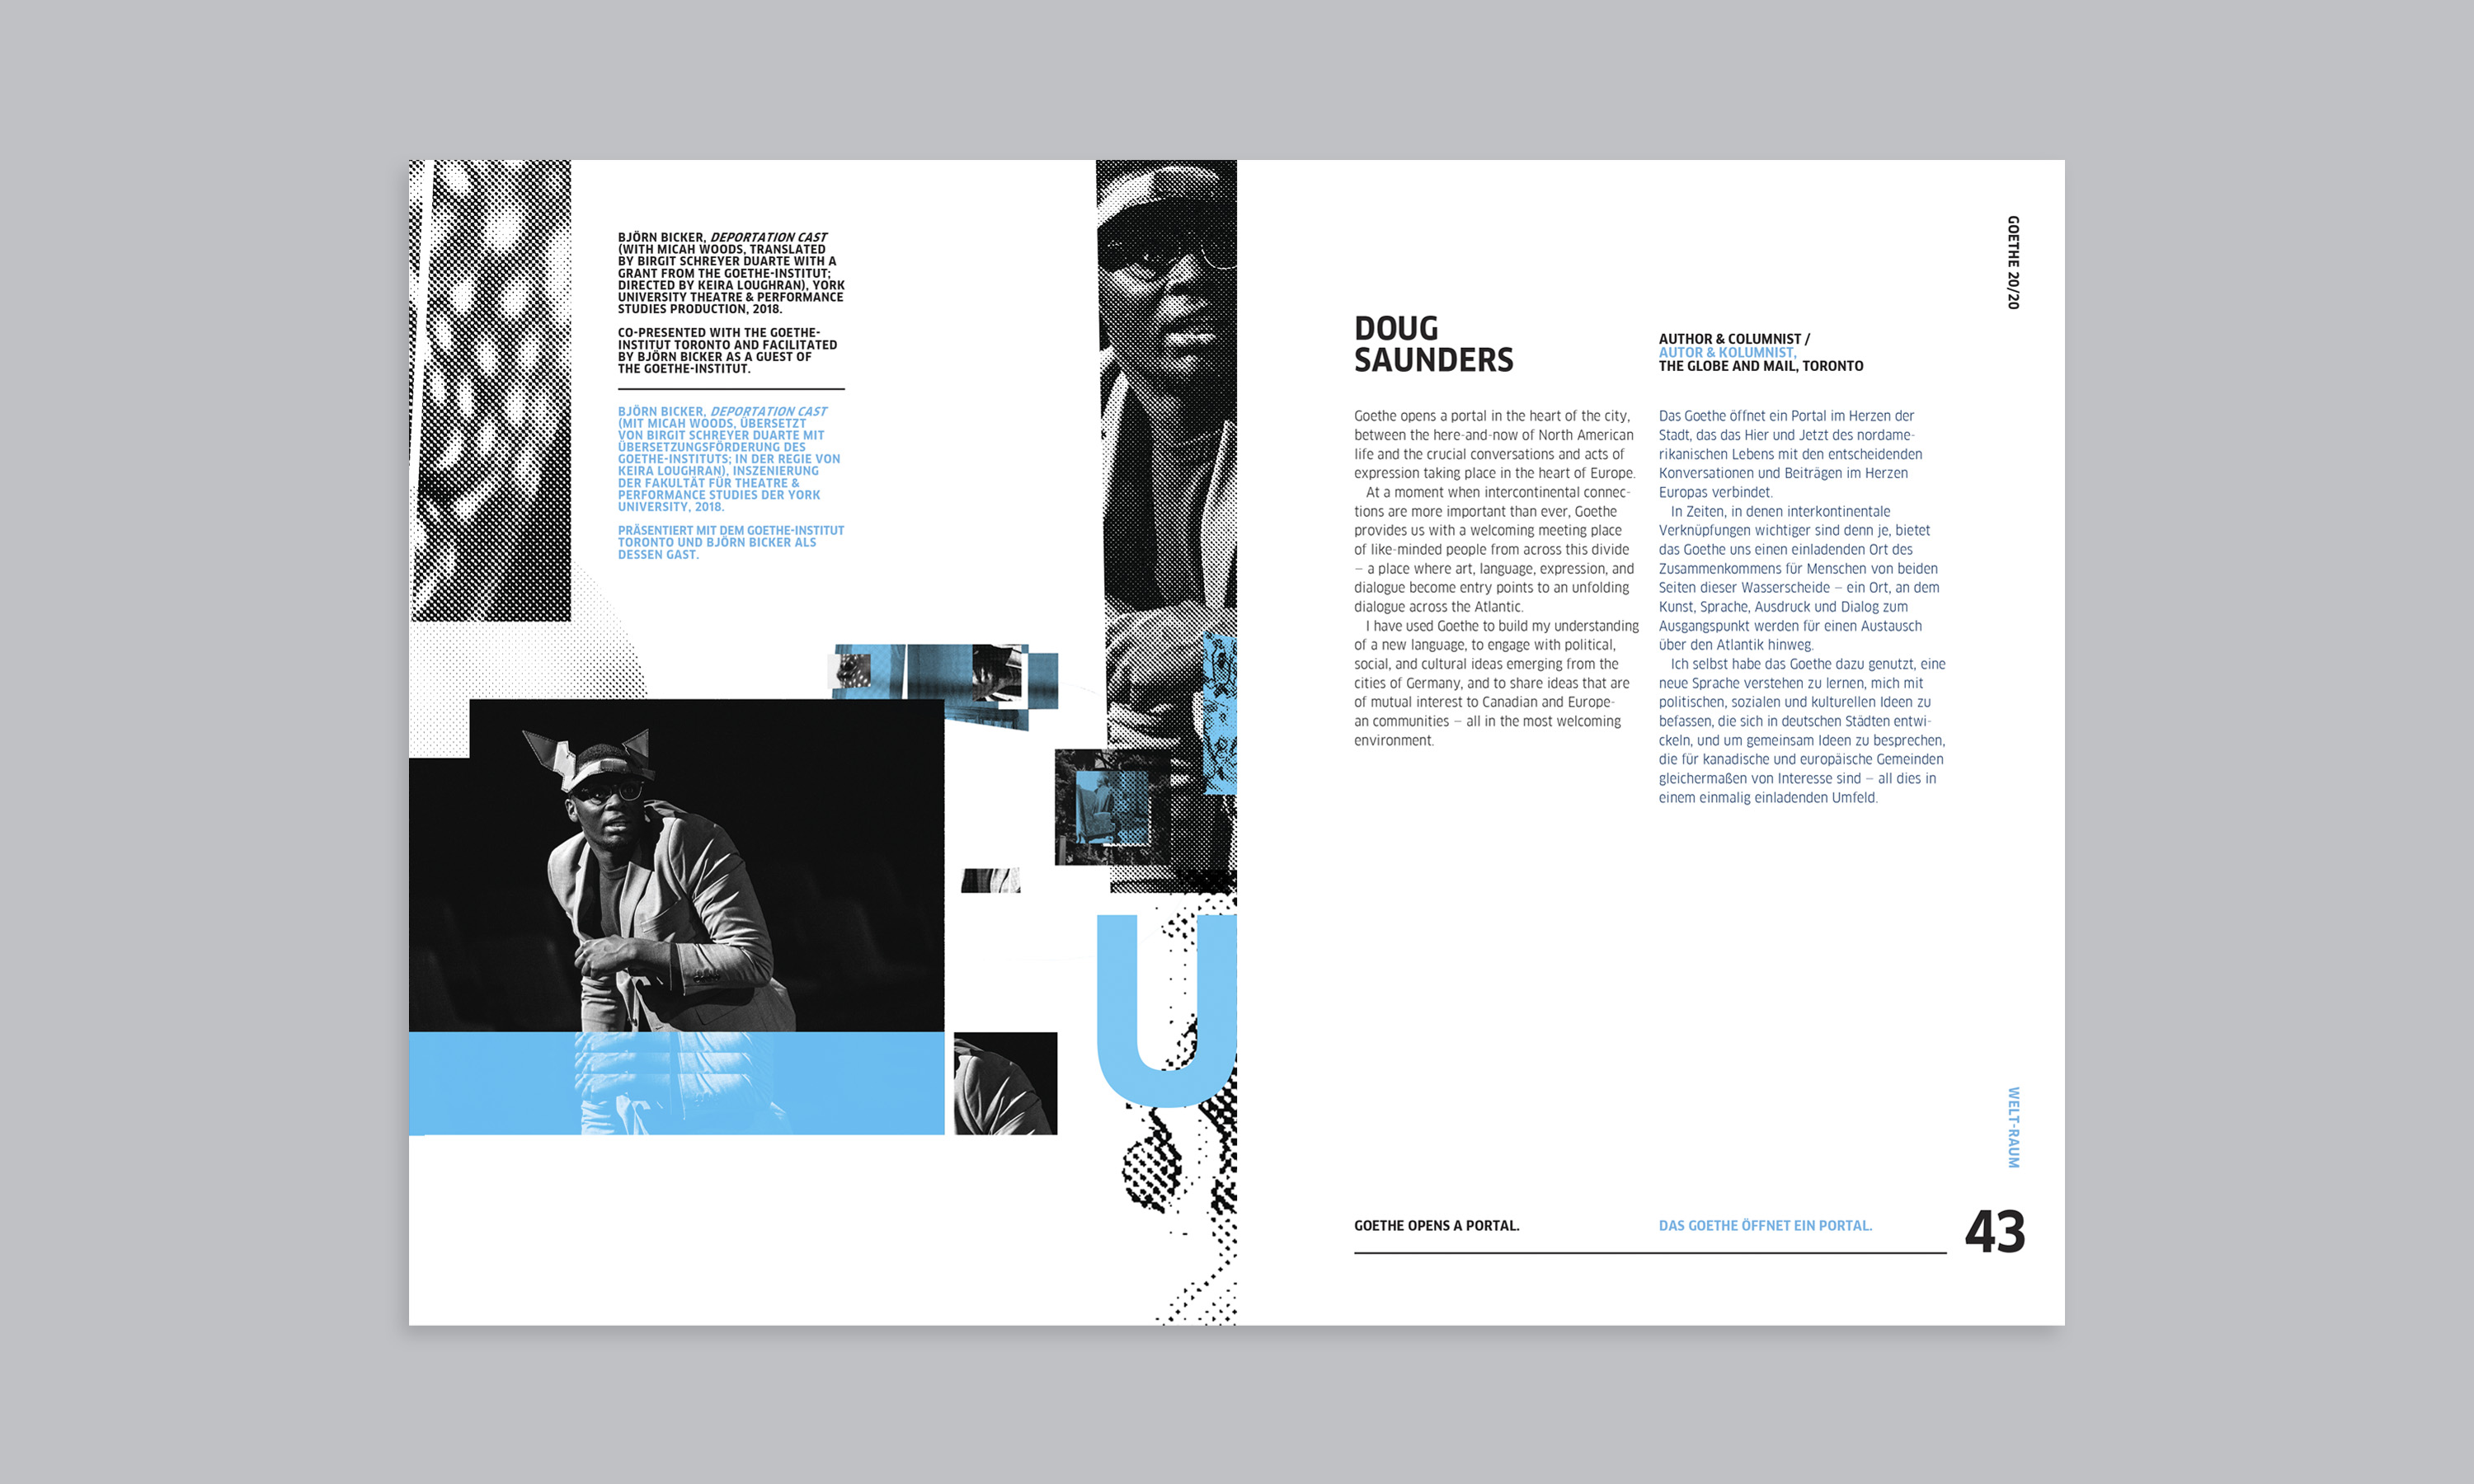 BJÖRN BICKER, DEPORTATION CAST
(WITH MICAH WOODS, TRANSLATED
BY BIRGIT SCHREYER DUARTE WITH A
GRANT FROM THE GOETHE-INSTITUT;
DIRECTED BY KEIRA LOUGHRAN), YORK
UNIVERSITY THEATRE & PERFORMANCE
STUDIES PRODUCTION, 2018.
CO-PRESENTED WITH THE GOETHE-
INSTITUT TORONTO AND FACILITATED
BY BJÖRN BICKER AS A GUEST OF
THE GOETHE-INSTITUT.
BJÖRN BICKER, DEPORTATION CAST
(MIT MICAH WOODS, ÜBERSETZT
VON BIRGIT SCHREYER DUARTE MIT
ÜBERSETZUNGSFÖRDERUNG DES
GOETHE-INSTITUTS; IN DER REGIE VON
KEIRA LOUGHRAN), INSZENIERUNG
DER FAKULTÄT FÜR THEATRE &
PERFORMANCE STUDIES DER YORK
UNIVERSITY, 2018.
PRÄSENTIERT MIT DEM GOETHE-INSTITUT
TORONTO UND BJÖRN BICKER ALS
DESSEN GAST.
U
GOETHE 20/20
DOUG
SAUNDERS
AUTHOR & COLUMNIST /
AUTOR & KOLUMNIST,
THE GLOBE AND MAIL, TORONTO
Goethe opens a portal in the heart of the city,
between the here-and-now of North American
life and the crucial conversations and acts of
expression taking place in the heart of Europe.
At a moment when intercontinental connec-
tions are more important than ever, Goethe
provides us with a welcoming meeting place
of like-minded people from across this divide
– a place where art, language, expression, and
dialogue become entry points to an unfolding
dialogue across the Atlantic.
I have used Goethe to build my understanding
of a new language, to engage with political,
social, and cultural ideas emerging from the
cities of Germany, and to share ideas that are
of mutual interest to Canadian and Europe-
an communities – all in the most welcoming
environment.
Das Goethe öffnet ein Portal im Herzen der
Stadt, das das Hier und Jetzt des nordame-
rikanischen Lebens mit den entscheidenden
Konversationen und Beiträgen im Herzen
Europas verbindet.
In Zeiten, in denen interkontinentale
Verknüpfungen wichtiger sind denn je, bietet
das Goethe uns einen einladenden Ort des
Zusammenkommens für Menschen von beiden
Seiten dieser Wasserscheide – ein Ort, an dem
Kunst, Sprache, Ausdruck und Dialog zum
Ausgangspunkt werden für einen Austausch
über den Atlantik hinweg.
Ich selbst habe das Goethe dazu genutzt, eine
neue Sprache verstehen zu lernen, mich mit
politischen, sozialen und kulturellen Ideen zu
befassen, die sich in deutschen Städten entwi-
ckeln, und um gemeinsam Ideen zu besprechen,
die für kanadische und europäische Gemeinden
gleichermaßen von Interesse sind – all dies in
einem einmalig einladenden Umfeld.
WELT-RAUM
GOETHE OPENS A PORTAL.
DAS GOETHE ÖFFNET EIN PORTAL.
43